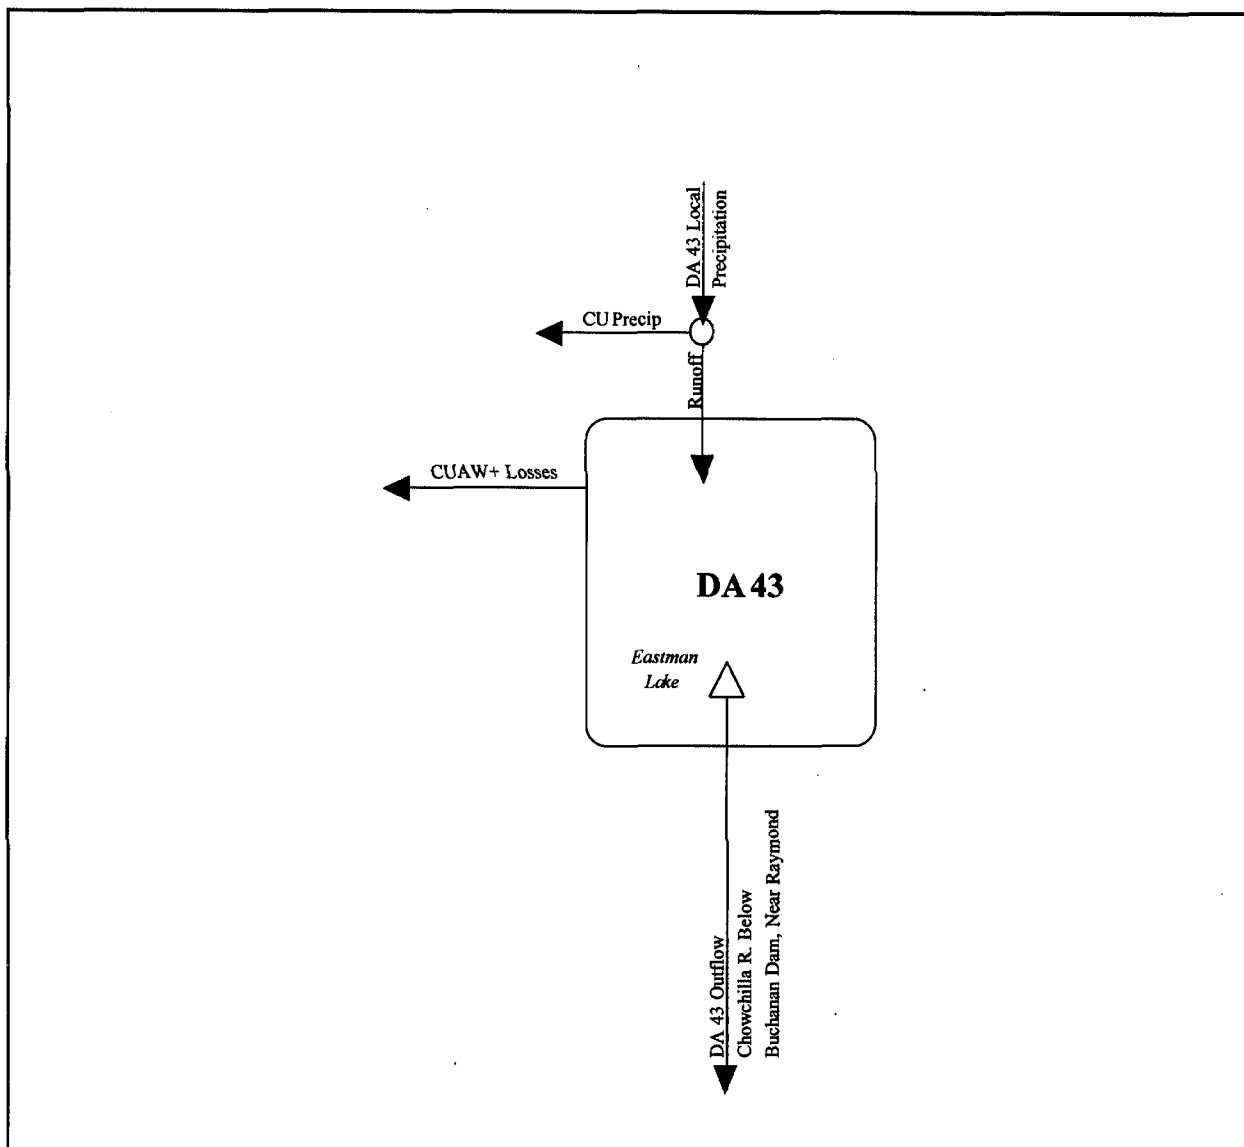 DA 43 Local
Precipitation
CU Precip
Runoff
CUAW+ Losses
DA 43
Eastman
Lake
DA 43 Outflow
Chowchilla R. Below
Buchanan Dam, Near Raymond